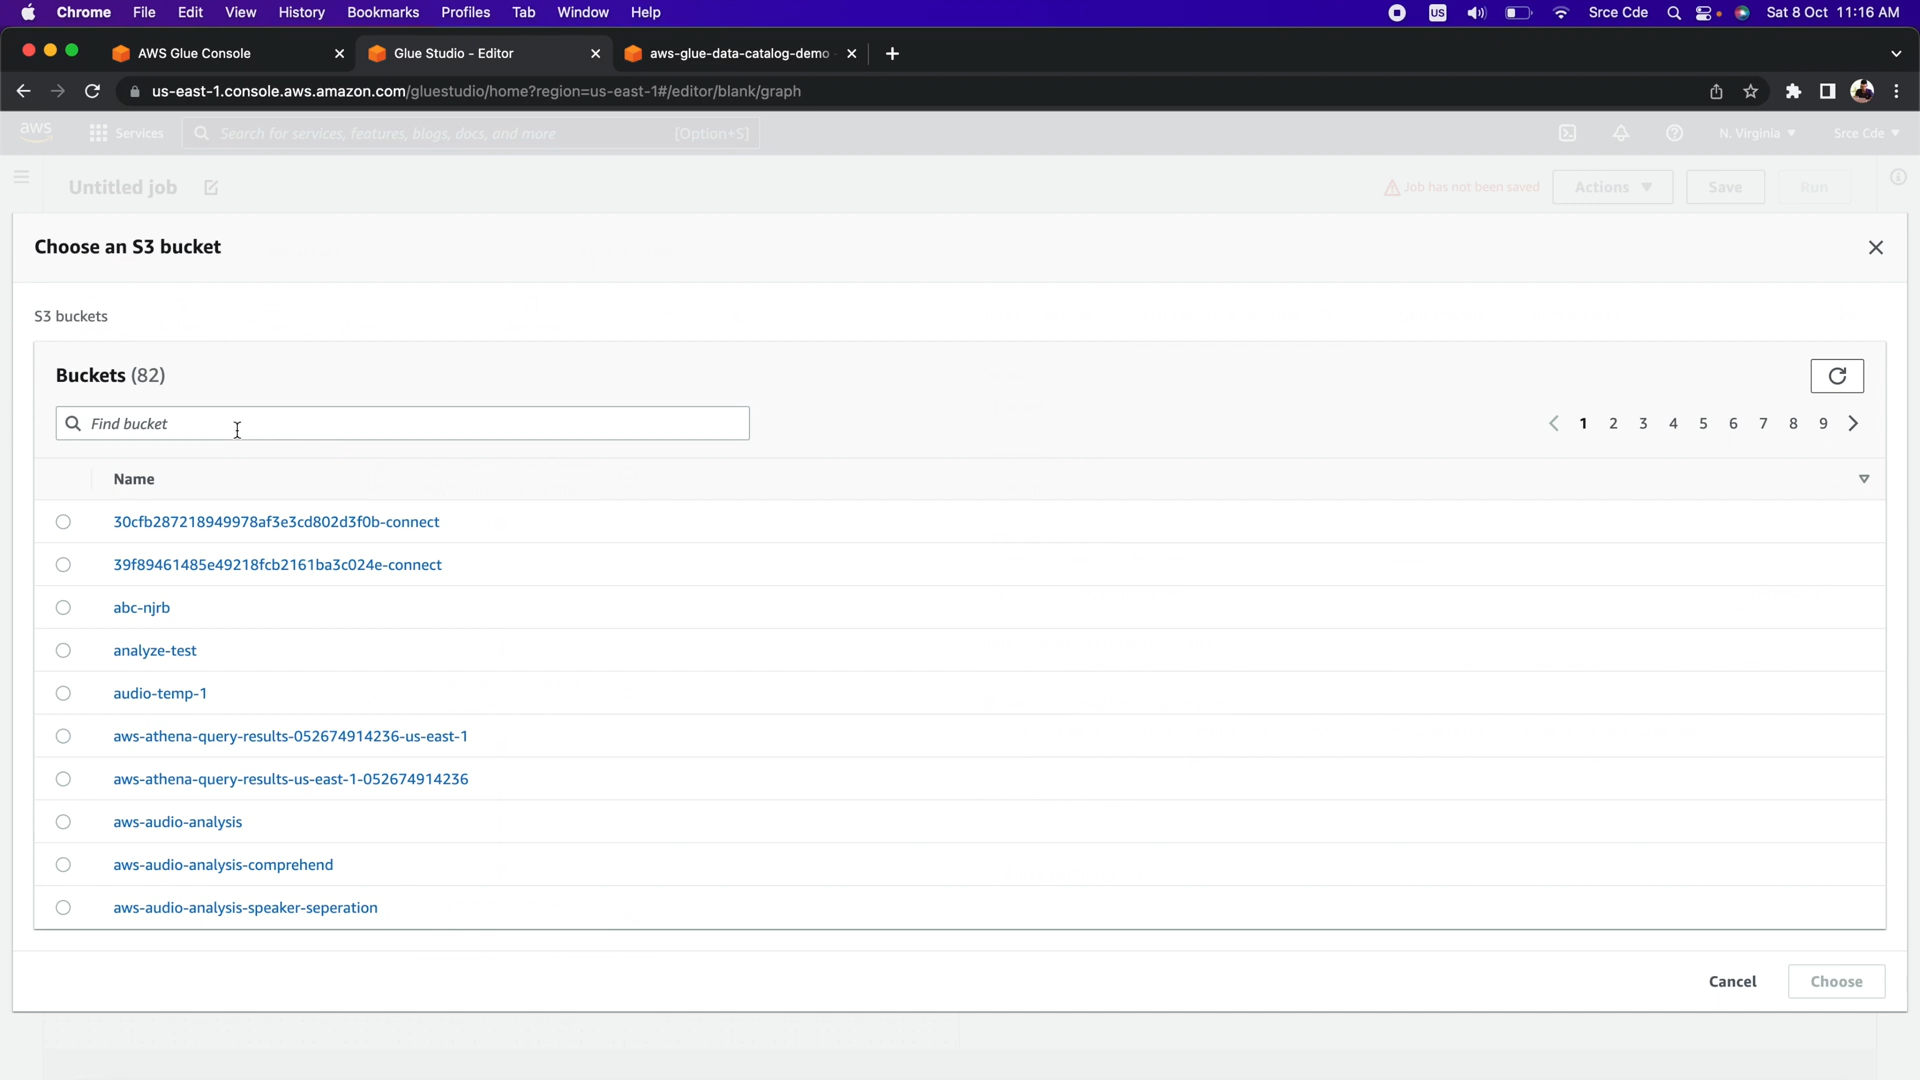 Chrome File Edit View History Bookmarks Profiles Tab Window Help US Srce Cde Sat 8 Oct 11:16 AM
AWS Glue Console Glue Studio - Editor aws-glue-data-catalog-demo
us-east-1.console.aws.amazon.com/gluestudio/home?region=us-east-1#/editor/blank/graph
aws Services Search for services, features, blogs, docs, and more [Option+S] N. Virginia Srce Cde
Untitled job Job has not been saved Actions Save Run
Choose an S3 bucket
S3 buckets
Buckets (82)
Find bucket 1 2 3 4 5 6 7 8 9
Name
30cfb287218949978af3e3cd802d3f0b-connect
39f89461485e49218fcb2161ba3c024e-connect
abc-njrb
analyze-test
audio-temp-1
aws-athena-query-results-052674914236-us-east-1
aws-athena-query-results-us-east-1-052674914236
aws-audio-analysis
aws-audio-analysis-comprehend
aws-audio-analysis-speaker-seperation
Cancel Choose